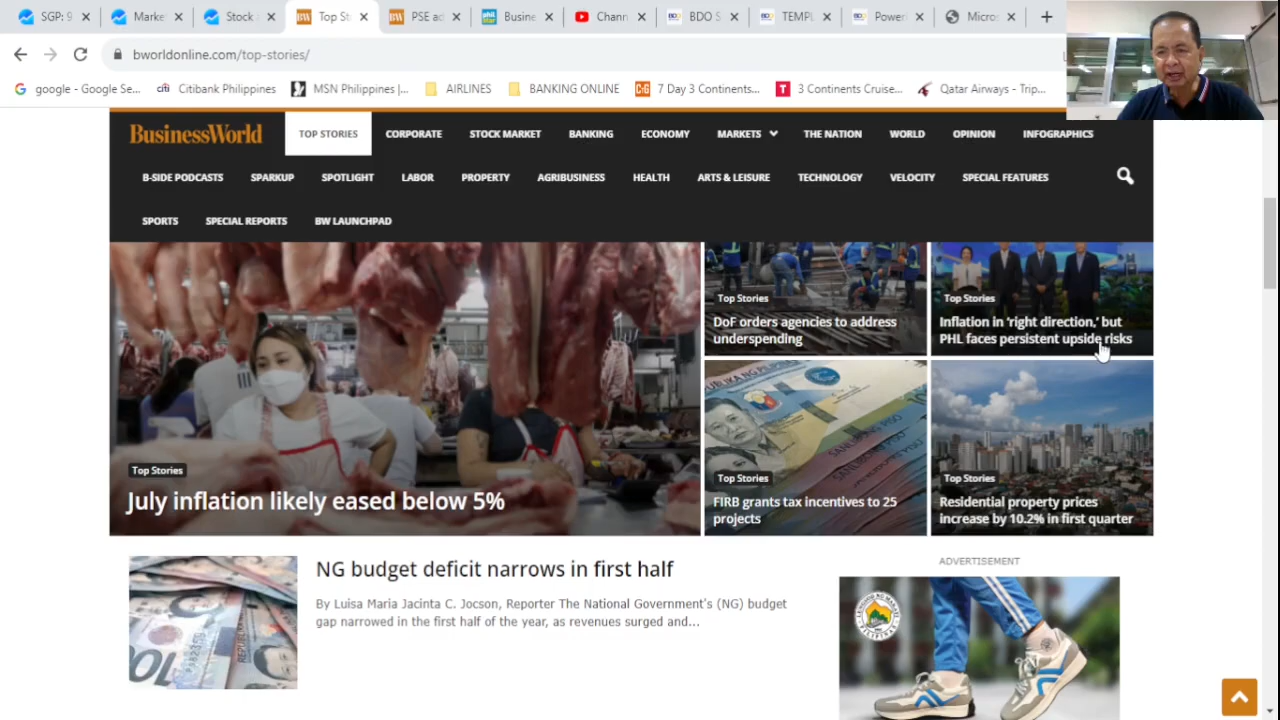 SGP: 9
Marke
Stock
Top St
PSE ac
Busine
Chann
BDO S
TEMPL
Power
Micros
bworldonline.com/top-stories/
google - Google Se...
Citibank Philippines
MSN Philippines |...
AIRLINES
BANKING ONLINE
7 Day 3 Continents...
3 Continents Cruise...
Qatar Airways - Trip...
BusinessWorld
TOP STORIES
CORPORATE
STOCK MARKET
BANKING
ECONOMY
MARKETS
THE NATION
WORLD
OPINION
INFOGRAPHICS
B-SIDE PODCASTS
SPARKUP
SPOTLIGHT
LABOR
PROPERTY
AGRIBUSINESS
HEALTH
ARTS & LEISURE
TECHNOLOGY
VELOCITY
SPECIAL FEATURES
SPORTS
SPECIAL REPORTS
BW LAUNCHPAD
Top Stories
July inflation likely eased below 5%
Top Stories
DoF orders agencies to address
underspending
Top Stories
Inflation in ‘right direction,’ but
PHL faces persistent upside risks
Top Stories
FIRB grants tax incentives to 25
projects
Top Stories
Residential property prices
increase by 10.2% in first quarter
NG budget deficit narrows in first half
By Luisa Maria Jacinta C. Jocson, Reporter The National Government’s (NG) budget
gap narrowed in the first half of the year, as revenues surged and...
ADVERTISEMENT